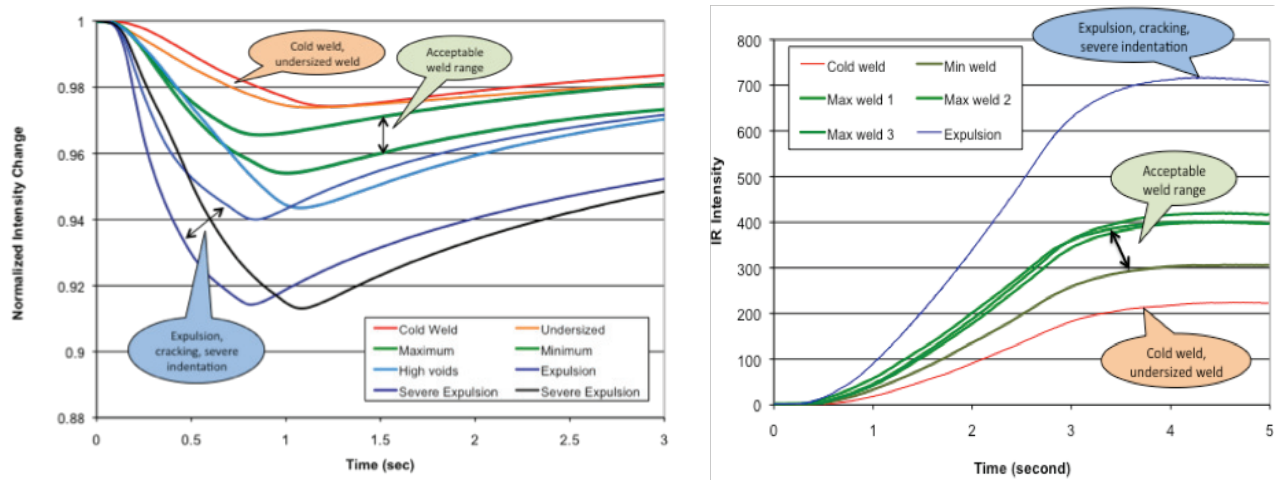 1
0.98
0.96
0.94
0.92
0.9
0.88
Normalized Intensity Change
Cold weld,
undersized weld
Acceptable
weld range
Expulsion,
cracking, severe
indentation
Cold Weld
Undersized
Maximum
Minimum
High voids
Expulsion
Severe Expulsion
Severe Expulsion
0
0.5
1
1.5
2
2.5
3
Time (sec)
800
700
600
500
400
300
200
100
0
IR Intensity
Expulsion, cracking,
severe indentation
Cold weld
Min weld
Max weld 1
Max weld 2
Max weld 3
Expulsion
Acceptable
weld range
Cold weld,
undersized weld
0
1
2
3
4
5
Time (second)